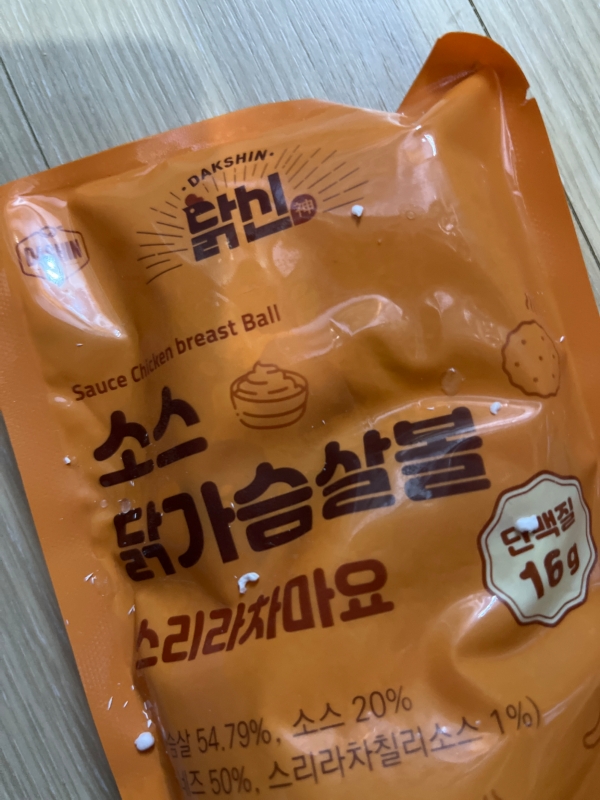 ·DAKSHIN·
닭신
神
DAKSHIN
Sauce Chicken breast Ball
소스
닭가슴살볼
단백질
16g
스리라차마요
슴살 54.79%, 소스 20%
즈 50%, 스리라차칠리소스 1%)